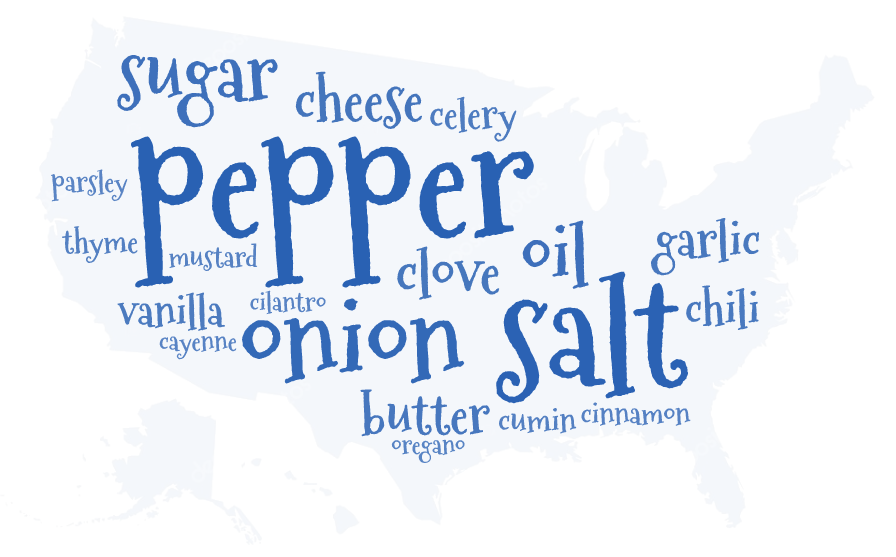 sugar
cheese
celery
pepper
parsley
thyme
mustard
clove
oil
garlic
vanilla
cilantro
cayenne
onion
salt
chili
butter
cumin
cinnamon
oregano